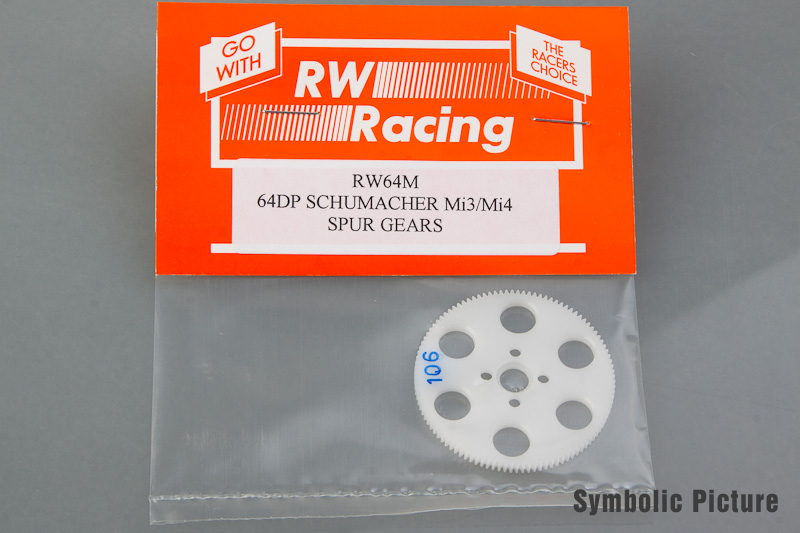 GO
WITH
THE
RACERS
CHOICE
RW
Racing
RW64M
64DP SCHUMACHER Mi3/Mi4
SPUR GEARS
106
Symbolic Picture